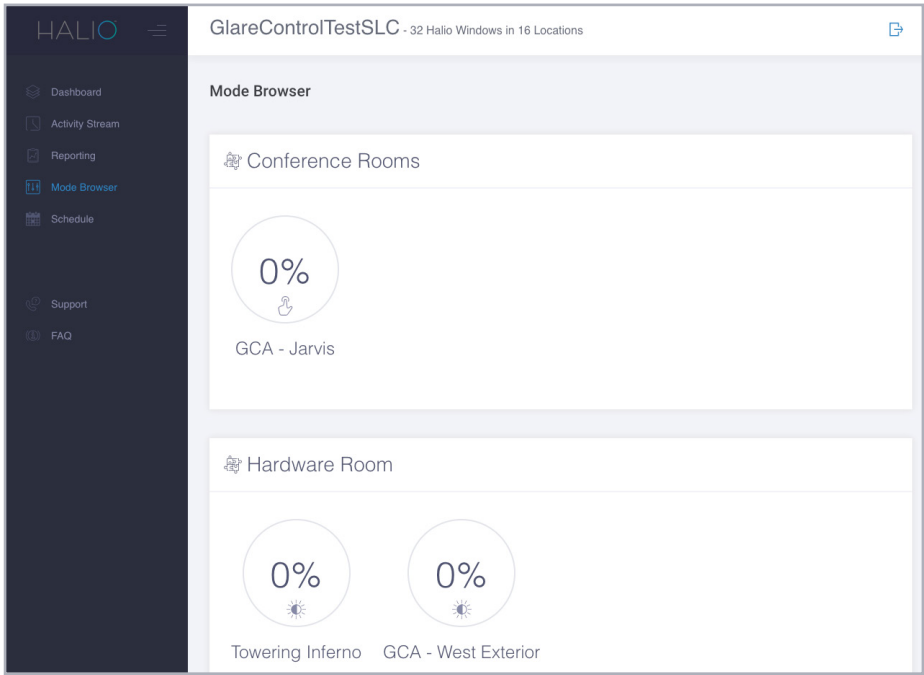 HALIO
GlareControlTestSLC - 32 Halio Windows in 16 Locations
Dashboard
Activity Stream
Reporting
Mode Browser
Schedule
Support
FAQ
Mode Browser
Conference Rooms
0%
GCA - Jarvis
Hardware Room
0% 0%
Towering Inferno GCA - West Exterior